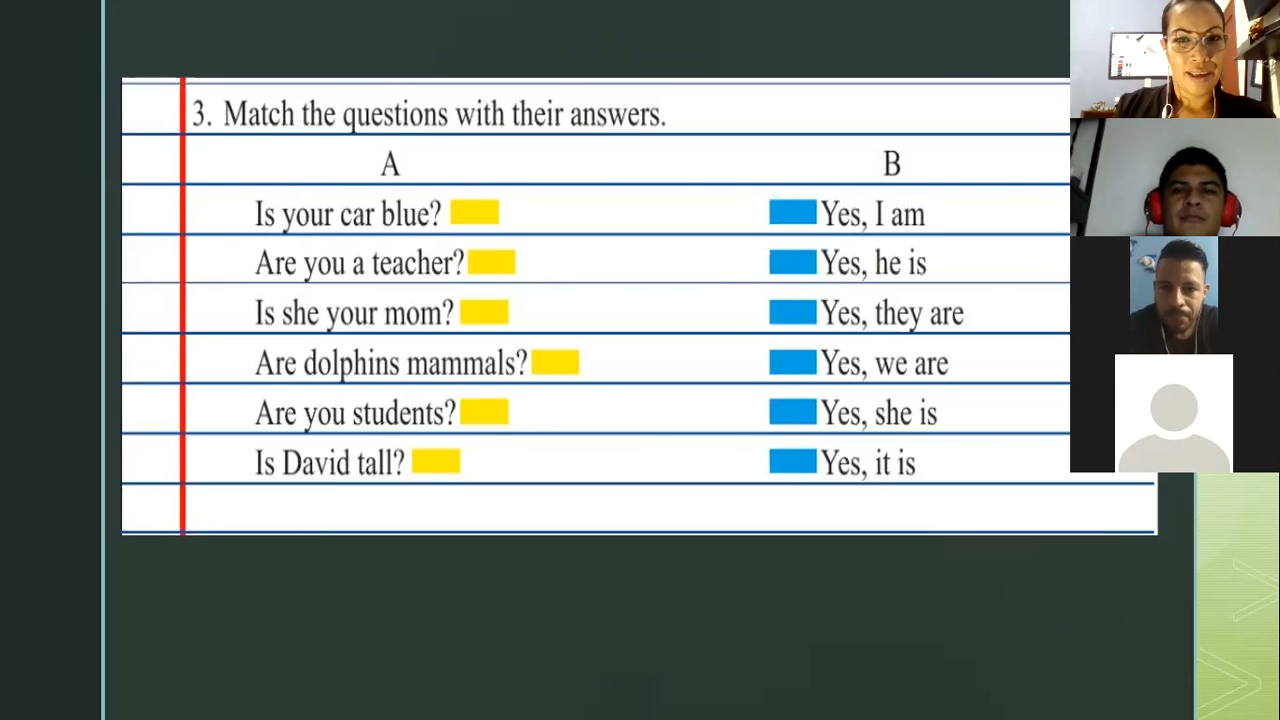 3. Match the questions with their answers.
A B
Is your car blue? Yes, I am
Are you a teacher? Yes, he is
Is she your mom? Yes, they are
Are dolphins mammals? Yes, we are
Are you students? Yes, she is
Is David tall? Yes, it is